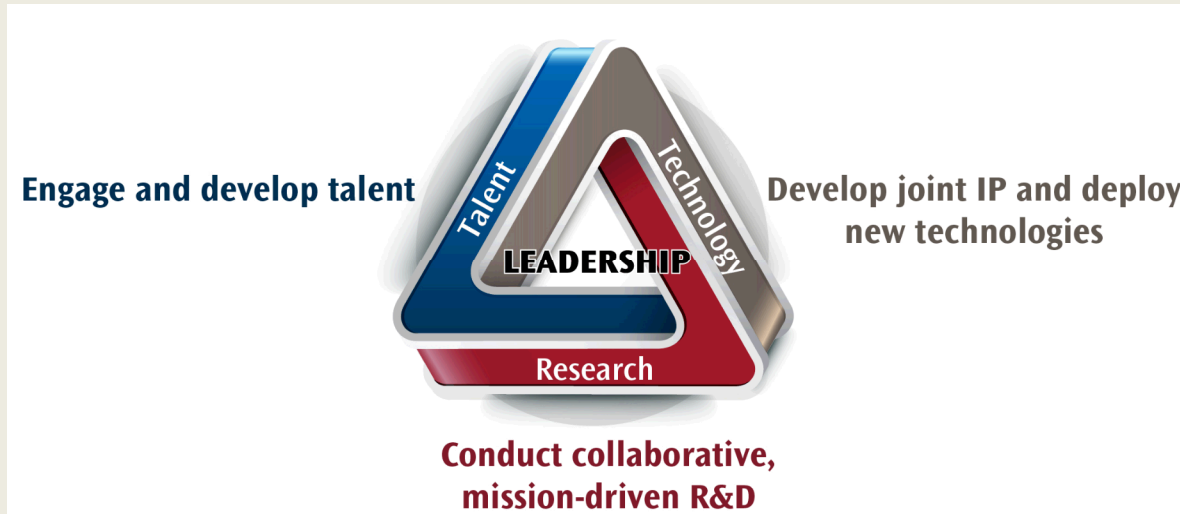 Talent
Technology
Engage and develop talent
Develop joint IP and deploy
new technologies
LEADERSHIP
Research
Conduct collaborative,
mission-driven R&D